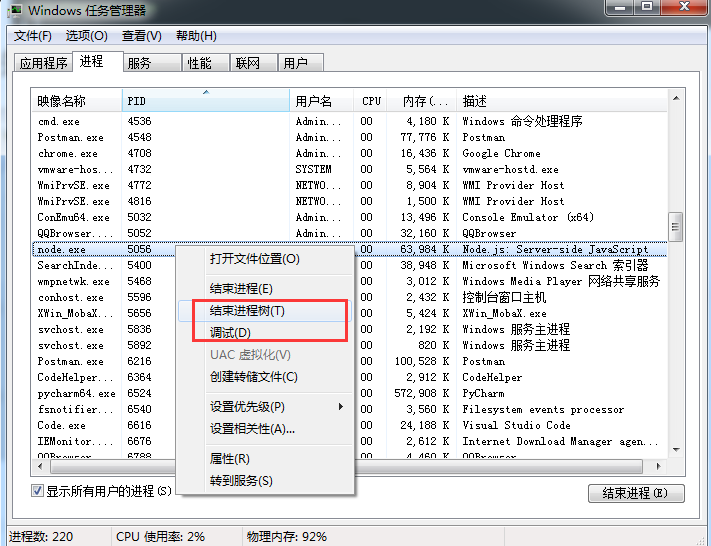 Windows 任务管理器
文件(F) 选项(O) 查看(V) 帮助(H)
应用程序 进程 服务 性能 联网 用户
映像名称 PID 用户名 CPU 内存(... 描述
cmd.exe 4536 Admin... 00 4,180 K Windows 命令处理程序
Postman.exe 4548 Admin... 00 77,776 K Postman
chrome.exe 4708 Admin... 00 16,436 K Google Chrome
vmware-hos... 4732 SYSTEM 00 5,564 K vmware-hostd.exe
WmiPrvSE.exe 4772 NETWO... 00 8,904 K WMI Provider Host
WmiPrvSE.exe 4816 NETWO... 00 1,500 K WMI Provider Host
ConEmu64.exe 5032 Admin... 00 13,496 K Console Emulator (x64)
QQBrowser... 5052 Admin... 00 32,160 K QQBrowser
node.exe 5056 00 63,984 K Node.js: Server-side JavaScript
SearchInde... 5400 00 38,948 K Microsoft Windows Search 索引器
wmpnetwk.exe 5468 00 3,012 K Windows Media Player 网络共享服务
conhost.exe 5596 00 2,432 K 控制台窗口主机
XWin_MobaX... 5656 00 5,424 K XWin_MobaX.exe
svchost.exe 5836 00 2,192 K Windows 服务主进程
svchost.exe 5892 00 820 K Windows 服务主进程
Postman.exe 6216 00 100,528 K Postman
CodeHelper... 6364 00 2,912 K CodeHelper
pycharm64.exe 6524 00 572,908 K PyCharm
fsnotifier... 6540 00 3,560 K Filesystem events processor
Code.exe 6616 00 24,188 K Visual Studio Code
IEMonitor.... 6676 00 2,612 K Internet Download Manager agen...
QQBrowser 6788 00 4,460 K QQBrowser
打开文件位置(O)
结束进程(E)
结束进程树(T)
调试(D)
UAC 虚拟化(V)
创建转储文件(C)
设置优先级(P)
设置相关性(A)...
属性(R)
转到服务(S)
显示所有用户的进程(S) 结束进程(E)
进程数: 220 CPU 使用率: 2% 物理内存: 92%